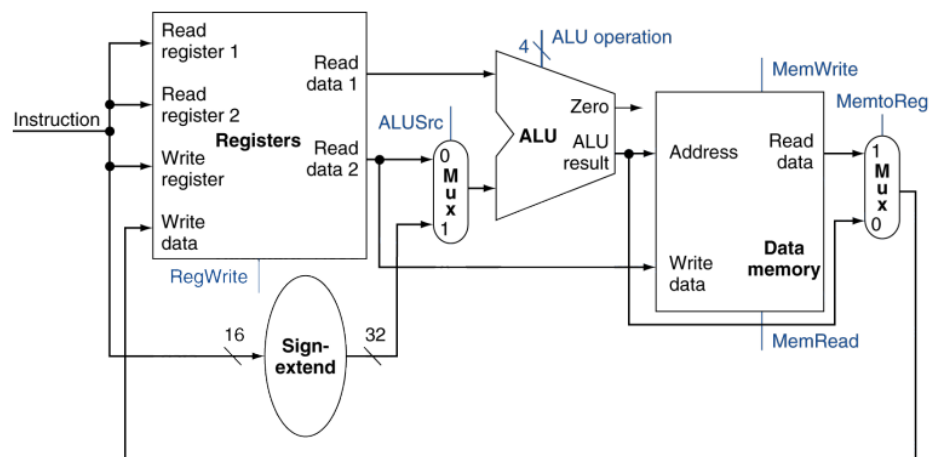 Instruction
Read
register 1
Read
register 2
Write
register
Write
data
Registers
Read
data 1
Read
data 2
RegWrite
16
Sign-
extend
32
ALUSrc
0
M
u
x
1
4
ALU operation
Zero
ALU
ALU
result
MemWrite
Address
Read
data
Write
data
Data
memory
MemRead
MemtoReg
1
M
u
x
0